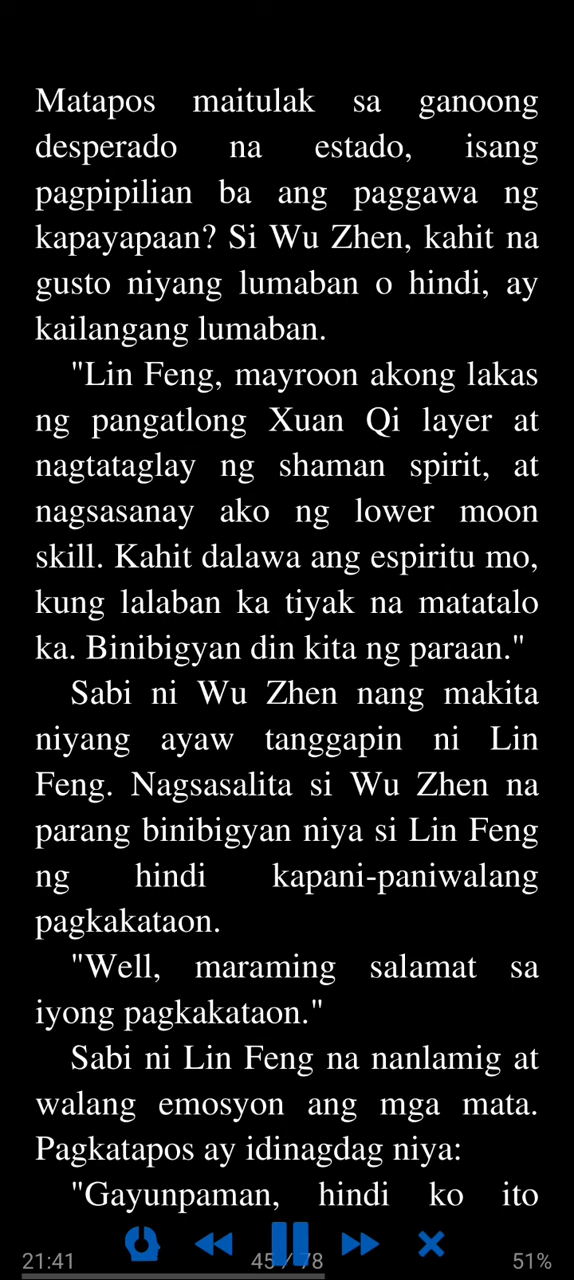 Matapos maitulak sa ganoong
desperado na estado, isang
pagpipilian ba ang paggawa ng
kapayapaan? Si Wu Zhen, kahit na
gusto niyang lumaban o hindi, ay
kailangang lumaban.
"Lin Feng, mayroon akong lakas
ng pangatlong Xuan Qi layer at
nagtataglay ng shaman spirit, at
nagsasanay ako ng lower moon
skill. Kahit dalawa ang espiritu mo,
kung lalaban ka tiyak na matatalo
ka. Binibigyan din kita ng paraan."
Sabi ni Wu Zhen nang makita
niyang ayaw tanggapin ni Lin
Feng. Nagsasalita si Wu Zhen na
parang binibigyan niya si Lin Feng
ng hindi kapani-paniwalang
pagkakataon.
"Well, maraming salamat sa
iyong pagkakataon."
Sabi ni Lin Feng na nanlamig at
walang emosyon ang mga mata.
Pagkatapos ay idinagdag niya:
"Gayunpaman, hindi ko ito
21:41 45 / 78 51%